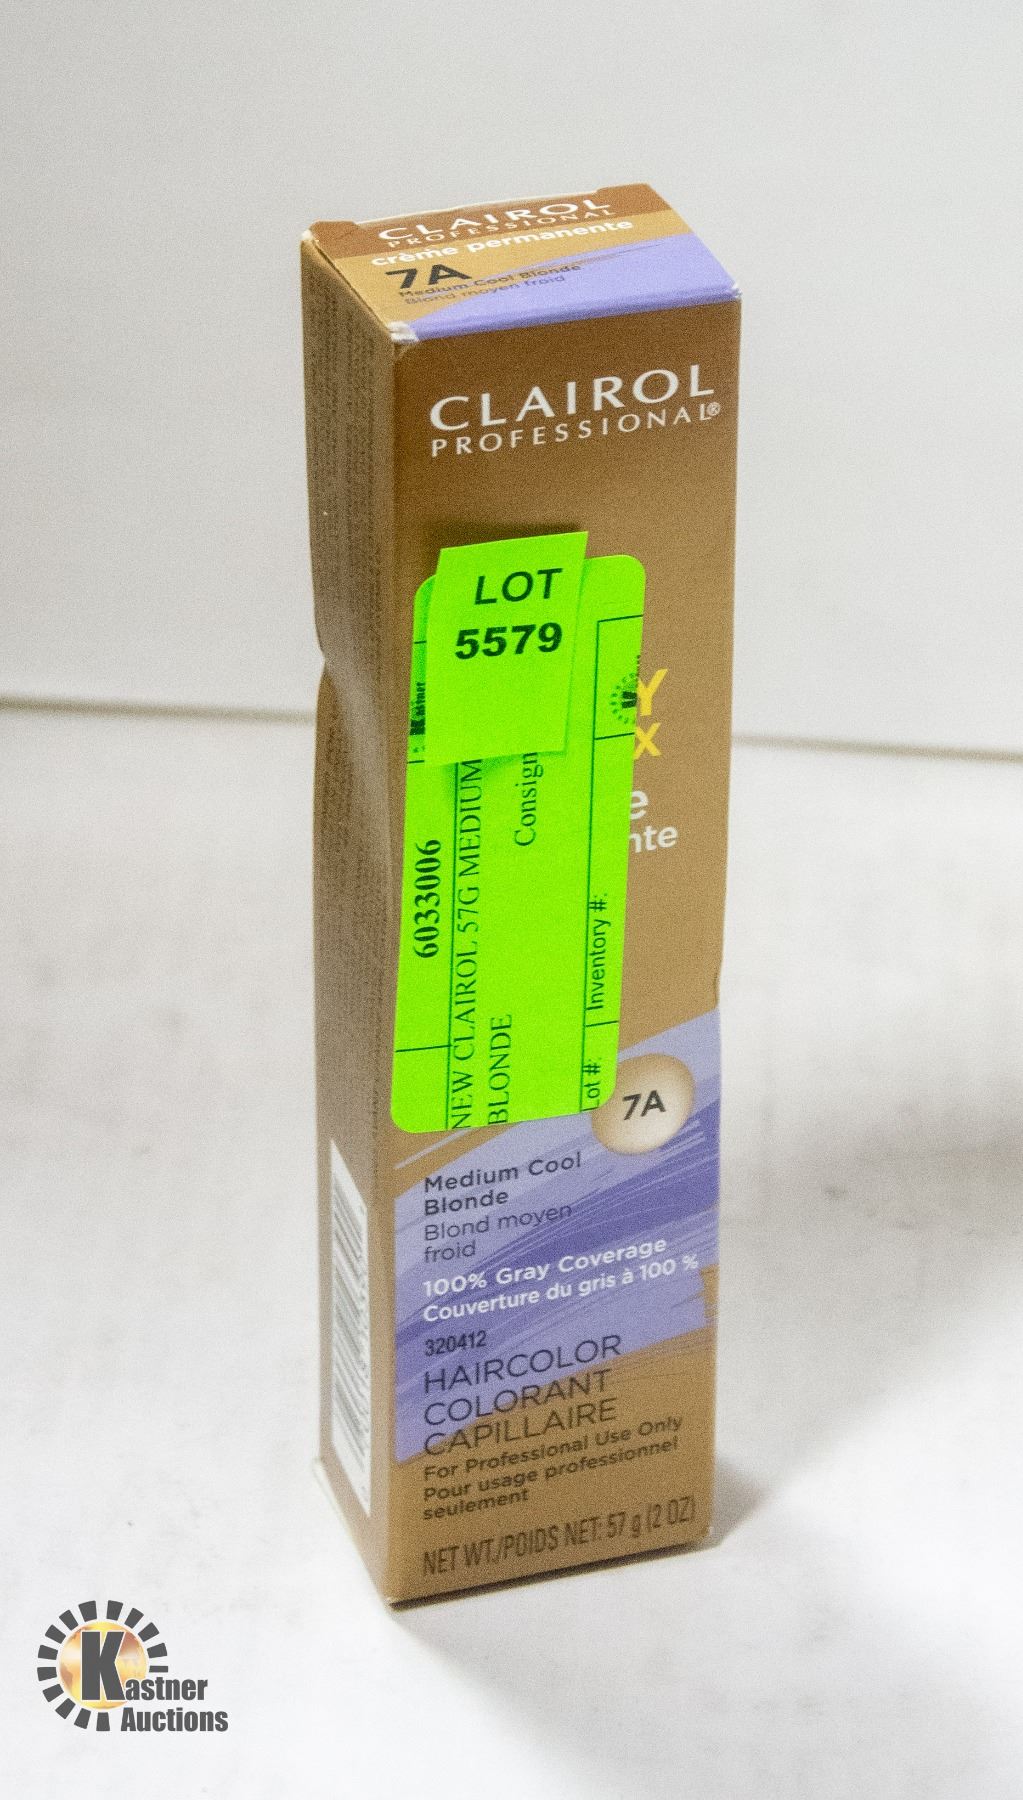 CLAIROL
PROFESSIONAL
crème permanente
7A
Medium Cool Blonde
Blond moyen froid
CLAIROL
PROFESSIONAL®
LOT
5579
Kastner
6033006
NEW CLAIROL 57G MEDIUM
BLONDE
Consign
Lot #:
Inventory #:
Y
X
e
nte
7A
Medium Cool
Blonde
Blond moyen
froid
100% Gray Coverage
Couverture du gris à 100 %
320412
HAIRCOLOR
COLORANT
CAPILLAIRE
For Professional Use Only
Pour usage professionnel
seulement
NET WT./POIDS NET: 57 g (2 OZ)
Kastner
Auctions